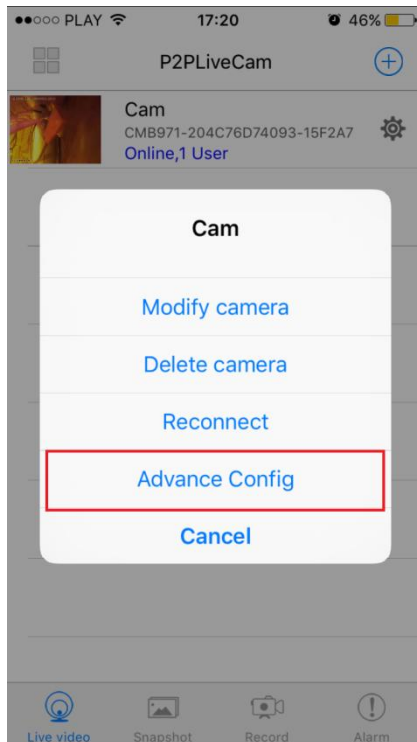 PLAY 17:20 46%
P2PLiveCam
Cam
CMB971-204C76D74093-15F2A7
Online,1 User
Cam
Modify camera
Delete camera
Reconnect
Advance Config
Cancel
Live video Snapshot Record Alarm